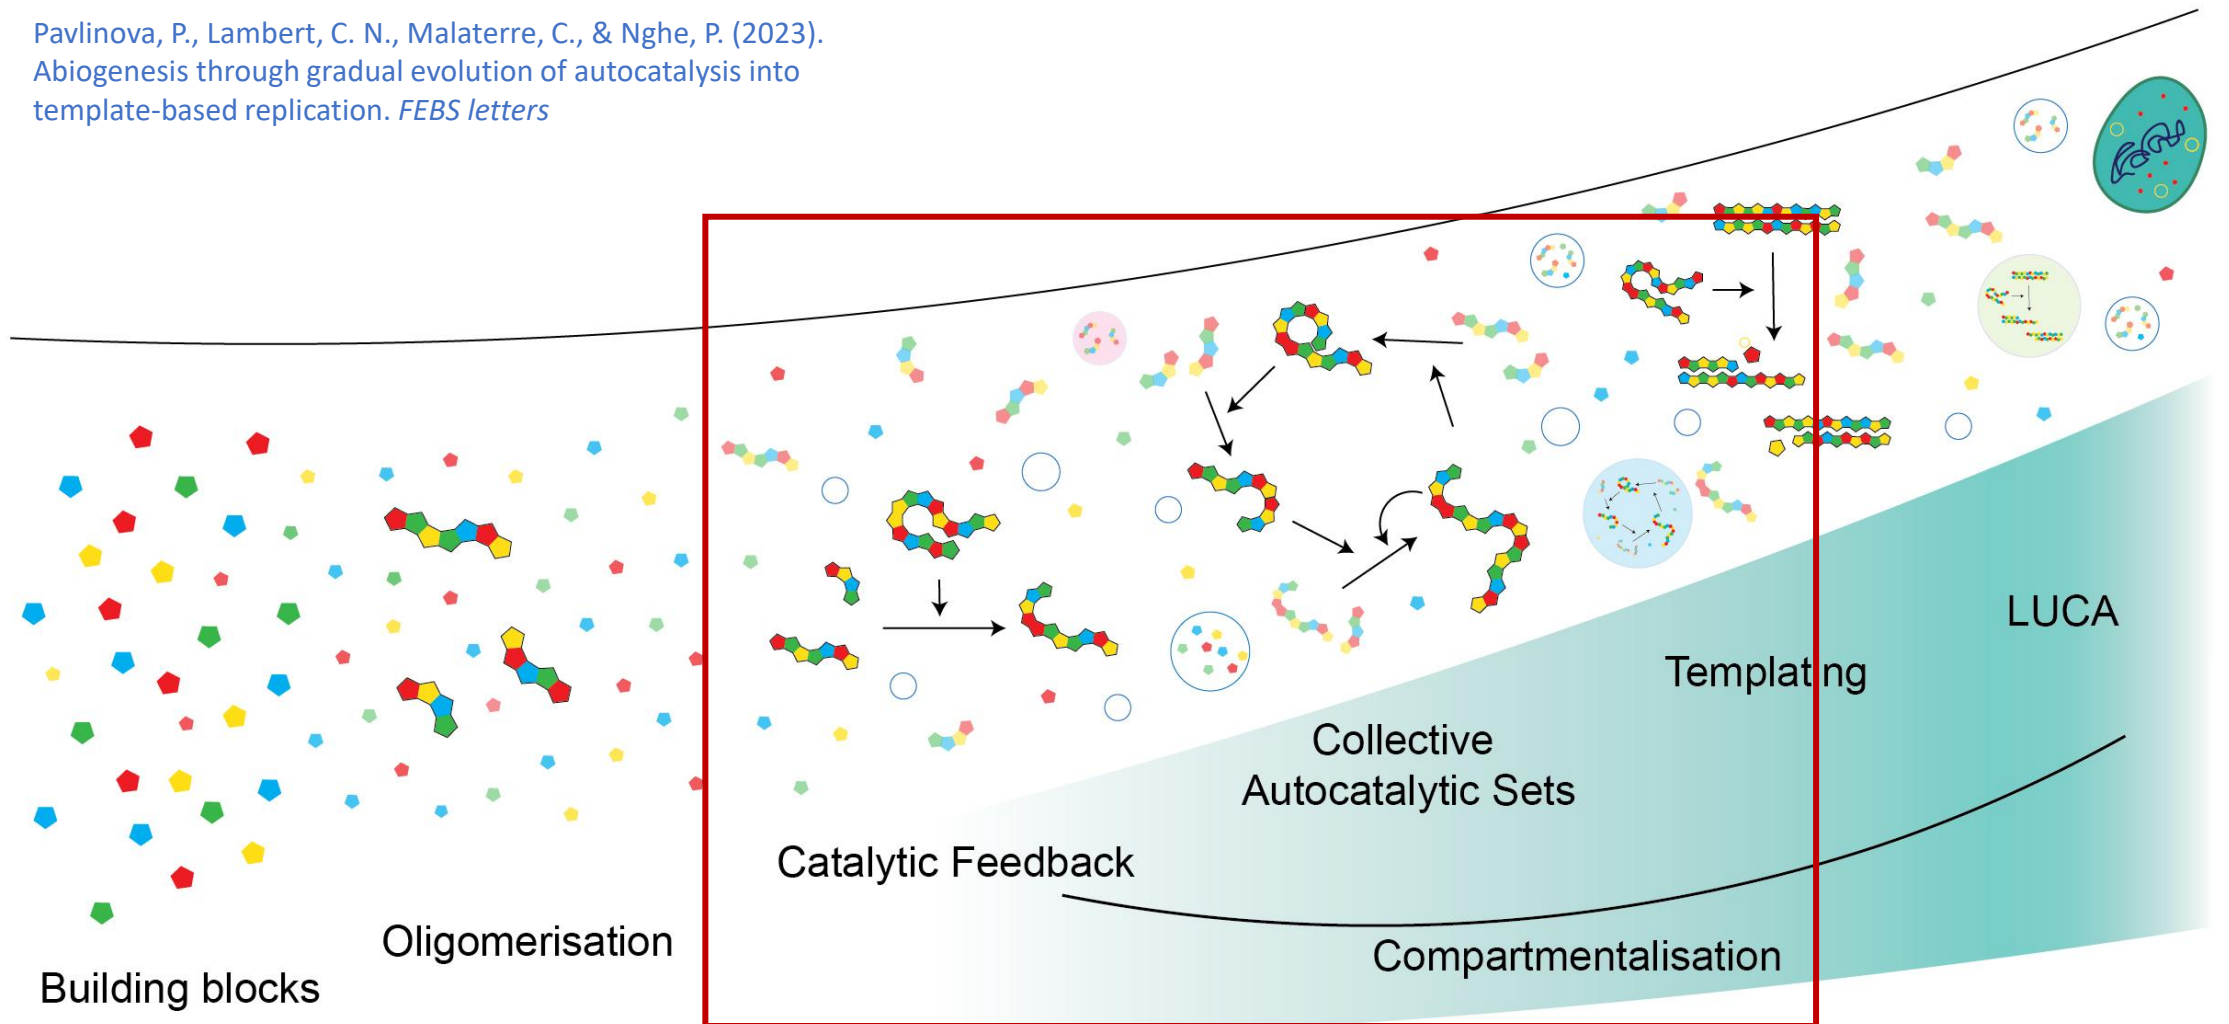 Pavlinova, P., Lambert, C. N., Malaterre, C., & Nghe, P. (2023).
Abiogenesis through gradual evolution of autocatalysis into
template-based replication. FEBS letters
Building blocks
Oligomerisation
Catalytic Feedback
Collective
Autocatalytic Sets
Templating
LUCA
Compartmentalisation